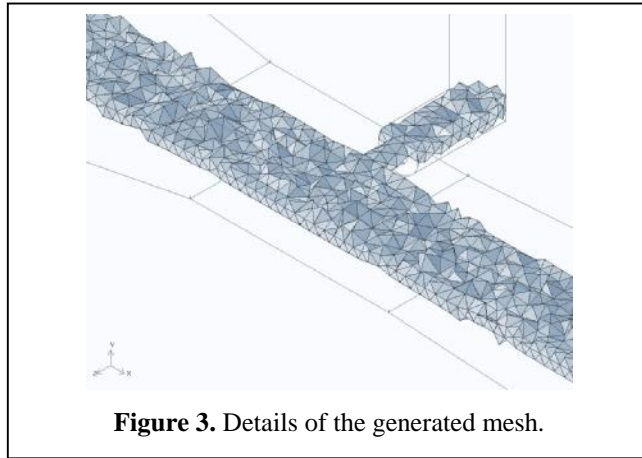 Y
Z X
Figure 3. Details of the generated mesh.